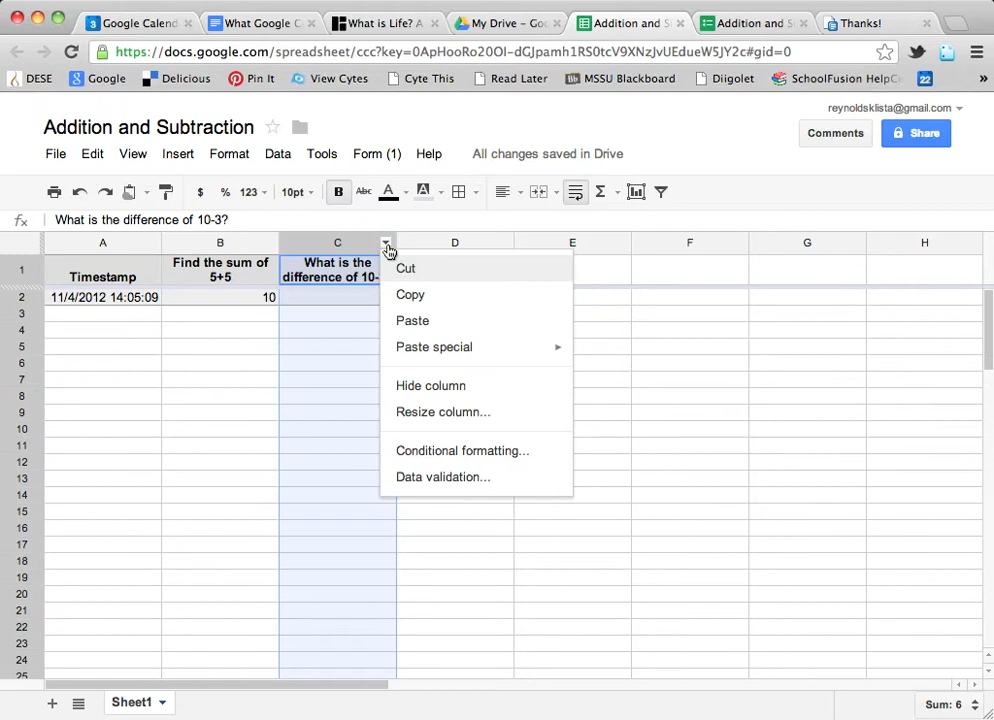 3 Google Calend
What Google C
What is Life? A
My Drive – Goo
Addition and S
Addition and S
Thanks!
https://docs.google.com/spreadsheet/ccc?key=0ApHooRo20OI-dGJpamh1RS0tcV9XNzJvUEdueW5JY2c#gid=0
DESE
Google
Delicious
Pin It
View Cytes
Cyte This
Read Later
Bb MSSU Blackboard
Diigolet
SchoolFusion HelpC
22
»
reynoldsklista@gmail.com
Addition and Subtraction
Comments
Share
File Edit View Insert Format Data Tools Form (1) Help All changes saved in Drive
$ % 123 10pt B Abc A A Σ
fx What is the difference of 10-3?
A B C D E F G H
1 Timestamp
Find the sum of
5+5
What is the
difference of 10-
2 11/4/2012 14:05:09 10
3
4
5
6
7
8
9
10
11
12
13
14
15
16
17
18
19
20
21
22
23
24
25
Cut
Copy
Paste
Paste special
Hide column
Resize column...
Conditional formatting...
Data validation...
+ Sheet1
Sum: 6